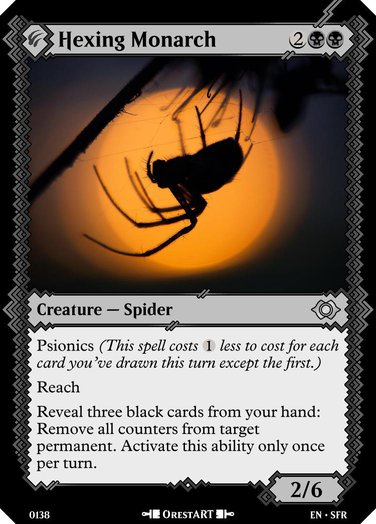 Hexing Monarch 2
Creature — Spider
Psionics (This spell costs 1 less to cost for each
card you've drawn this turn except the first.)
Reach
Reveal three black cards from your hand:
Remove all counters from target
permanent. Activate this ability only once
per turn.
2/6
0138 OrestART EN • SFR